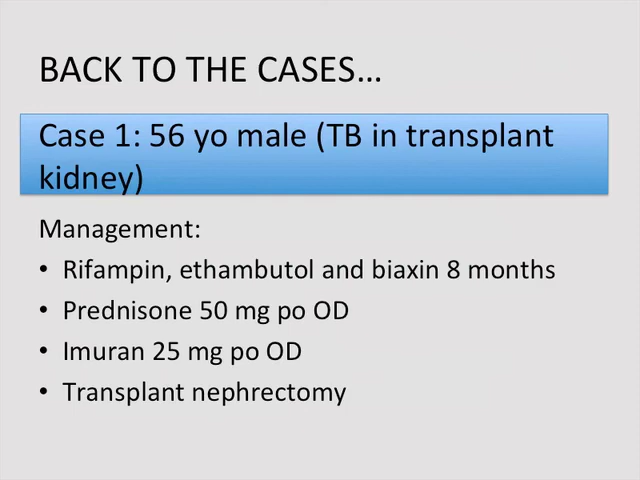 BACK TO THE CASES…
Case 1: 56 yo male (TB in transplant
kidney)
Management:
• Rifampin, ethambutol and biaxin 8 months
• Prednisone 50 mg po OD
• Imuran 25 mg po OD
• Transplant nephrectomy